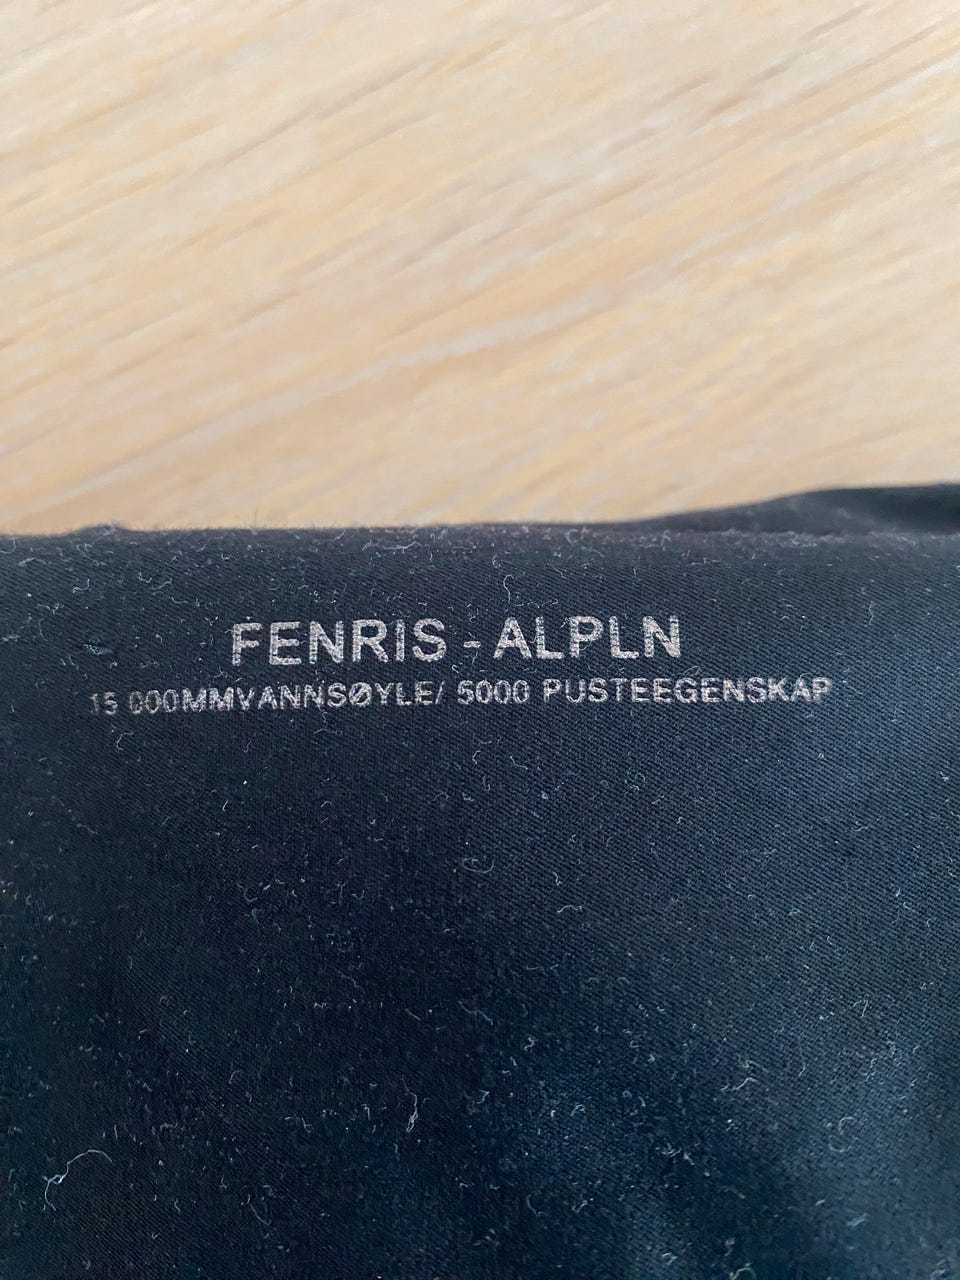 FENRIS - ALPLN
15 000MMVANNSØYLE/ 5000 PUSTEEGENSKAP